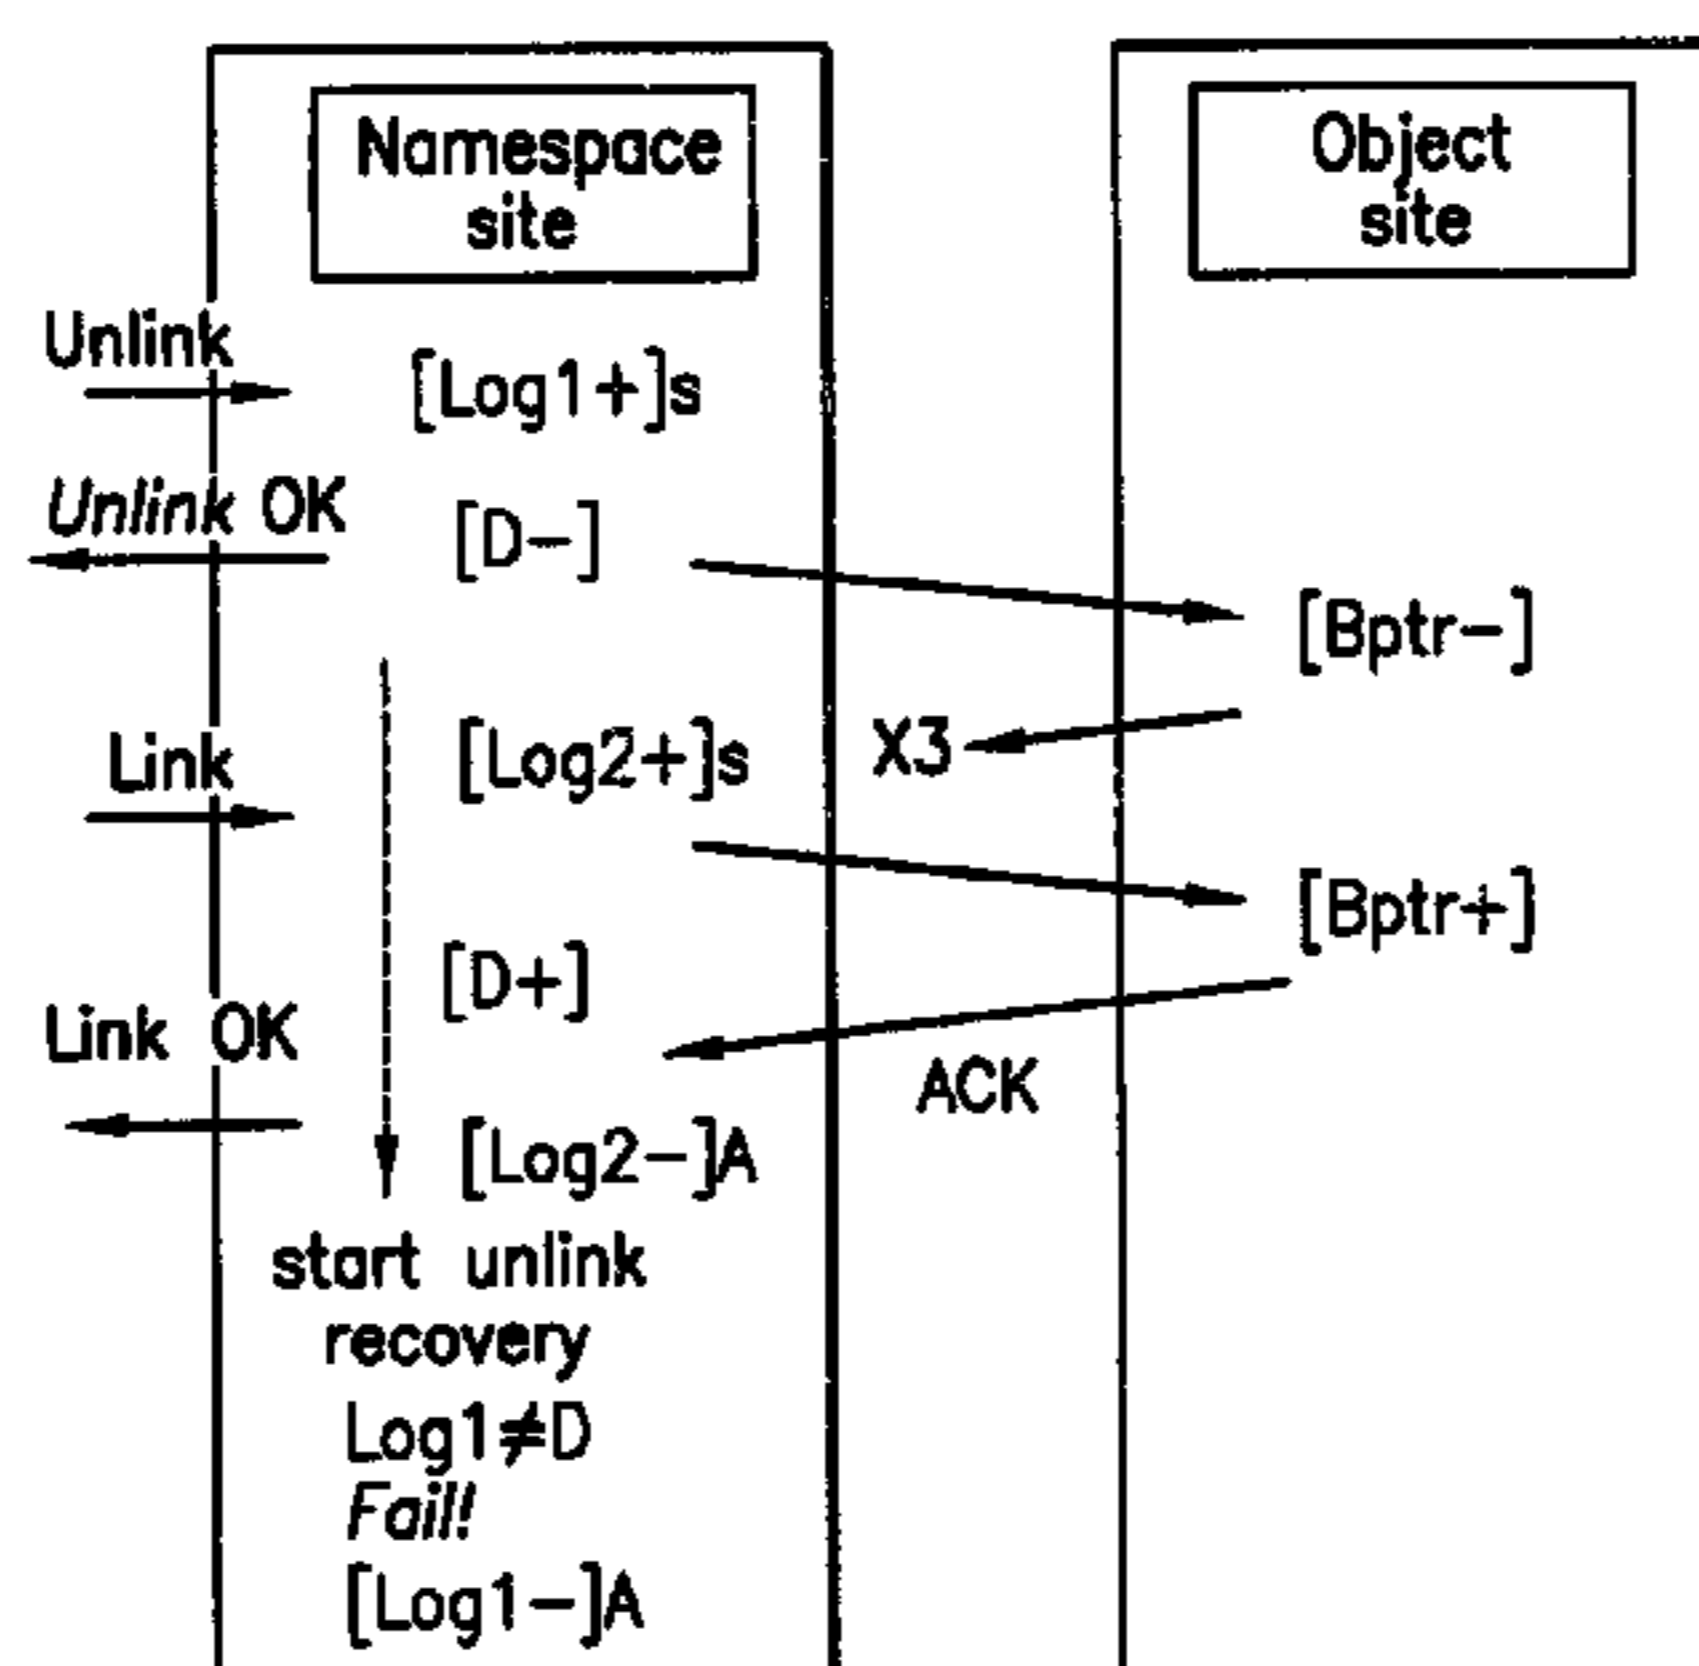 Namespace
site
Object
site
Unlink
[Log1+]s
Unlink OK
[D-]
[Bptr-]
Link
[Log2+]s
X3
[Bptr+]
[D+]
Link OK
ACK
[Log2-]A
start unlink
recovery
Log1≠D
Fail!
[Log1-]A